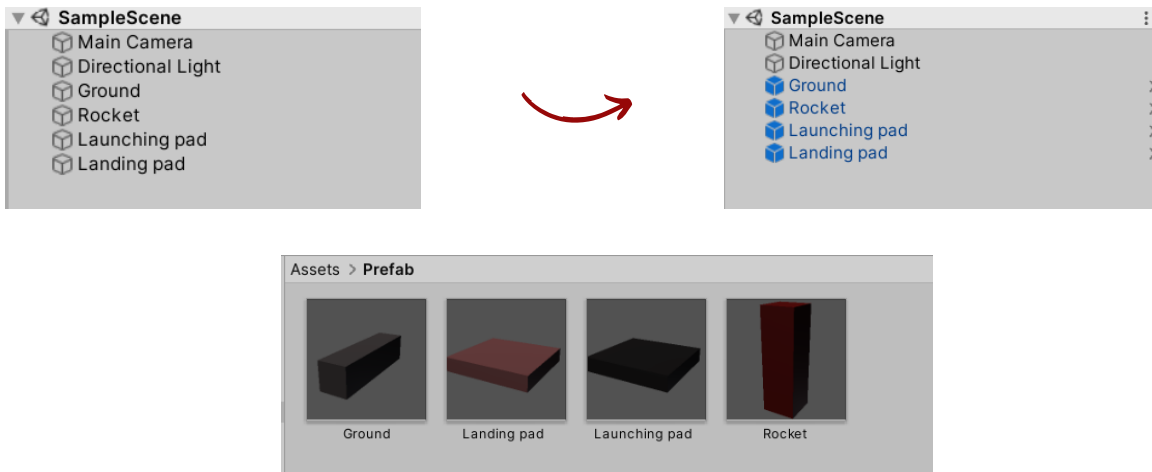 SampleScene
Main Camera
Directional Light
Ground
Rocket
Launching pad
Landing pad
SampleScene
Main Camera
Directional Light
Ground
Rocket
Launching pad
Landing pad
Assets > Prefab
Ground Landing pad Launching pad Rocket